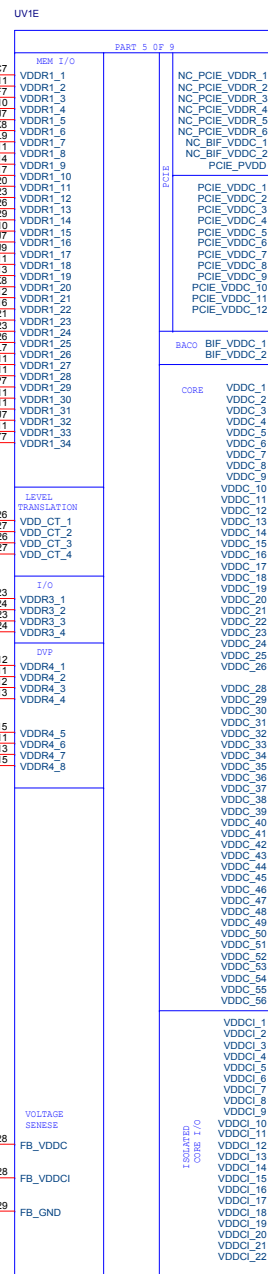 UV1E
PART 5 OF 9
MEM I/O
VDDR1_1
VDDR1_2
VDDR1_3
VDDR1_4
VDDR1_5
VDDR1_6
VDDR1_7
VDDR1_8
VDDR1_9
VDDR1_10
VDDR1_11
VDDR1_12
VDDR1_13
VDDR1_14
VDDR1_15
VDDR1_16
VDDR1_17
VDDR1_18
VDDR1_19
VDDR1_20
VDDR1_21
VDDR1_22
VDDR1_23
VDDR1_24
VDDR1_25
VDDR1_26
VDDR1_27
VDDR1_28
VDDR1_29
VDDR1_30
VDDR1_31
VDDR1_32
VDDR1_33
VDDR1_34
LEVEL
TRANSLATION
VDD_CT_1
VDD_CT_2
VDD_CT_3
VDD_CT_4
I/O
VDDR3_1
VDDR3_2
VDDR3_3
VDDR3_4
DVP
VDDR4_1
VDDR4_2
VDDR4_3
VDDR4_4
VDDR4_5
VDDR4_6
VDDR4_7
VDDR4_8
VOLTAGE
SENESE
FB_VDDC
FB_VDDCI
FB_GND
PCIE
NC_PCIE_VDDR_1
NC_PCIE_VDDR_2
NC_PCIE_VDDR_3
NC_PCIE_VDDR_4
NC_PCIE_VDDR_5
NC_PCIE_VDDR_6
NC_BIF_VDDC_1
NC_BIF_VDDC_2
PCIE_PVDD
PCIE_VDDC_1
PCIE_VDDC_2
PCIE_VDDC_3
PCIE_VDDC_4
PCIE_VDDC_5
PCIE_VDDC_6
PCIE_VDDC_7
PCIE_VDDC_8
PCIE_VDDC_9
PCIE_VDDC_10
PCIE_VDDC_11
PCIE_VDDC_12
BACO
BIF_VDDC_1
BIF_VDDC_2
CORE
VDDC_1
VDDC_2
VDDC_3
VDDC_4
VDDC_5
VDDC_6
VDDC_7
VDDC_8
VDDC_9
VDDC_10
VDDC_11
VDDC_12
VDDC_13
VDDC_14
VDDC_15
VDDC_16
VDDC_17
VDDC_18
VDDC_19
VDDC_20
VDDC_21
VDDC_22
VDDC_23
VDDC_24
VDDC_25
VDDC_26
VDDC_28
VDDC_29
VDDC_30
VDDC_31
VDDC_32
VDDC_33
VDDC_34
VDDC_35
VDDC_36
VDDC_37
VDDC_38
VDDC_39
VDDC_40
VDDC_41
VDDC_42
VDDC_43
VDDC_44
VDDC_45
VDDC_46
VDDC_47
VDDC_48
VDDC_49
VDDC_50
VDDC_51
VDDC_52
VDDC_53
VDDC_54
VDDC_55
VDDC_56
ISOLATED
CORE I/O
VDDCI_1
VDDCI_2
VDDCI_3
VDDCI_4
VDDCI_5
VDDCI_6
VDDCI_7
VDDCI_8
VDDCI_9
VDDCI_10
VDDCI_11
VDDCI_12
VDDCI_13
VDDCI_14
VDDCI_15
VDDCI_16
VDDCI_17
VDDCI_18
VDDCI_19
VDDCI_20
VDDCI_21
VDDCI_22